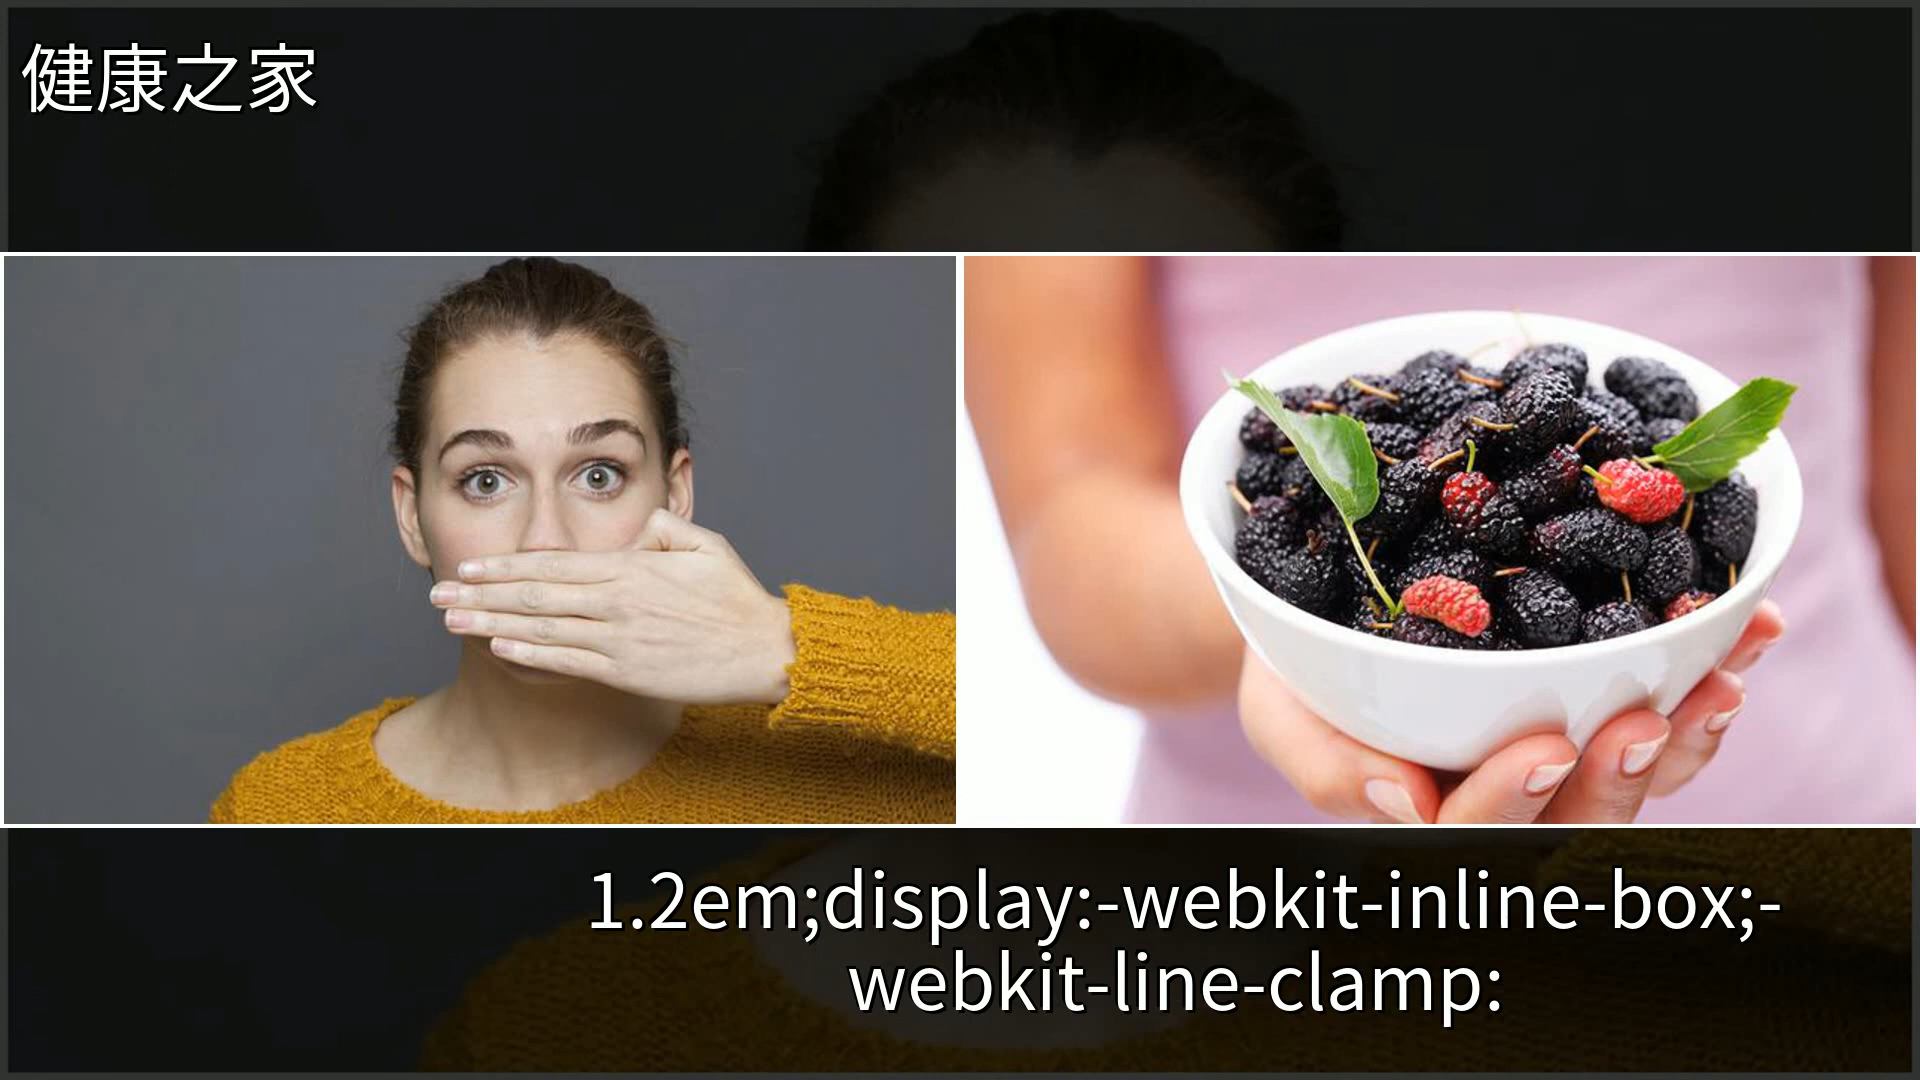 健康之家
1.2em;display:-webkit-inline-box;-
webkit-line-clamp: